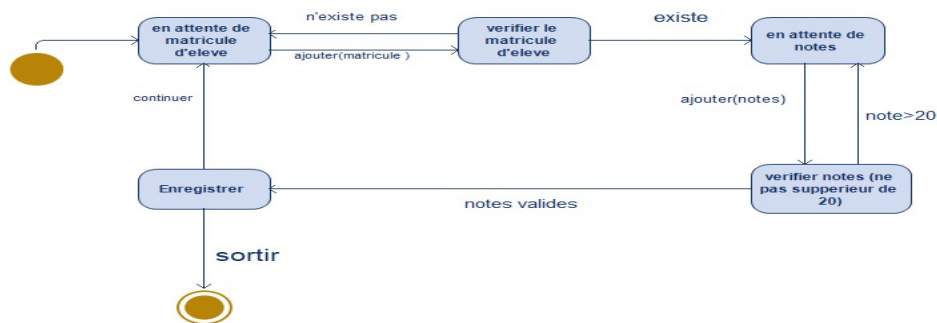 n'existe pas
en attente de
matricule
d'eleve
verifier le
matricule
d'eleve
existe
en attente de
notes
ajouter(matricule )
continuer
ajouter(notes)
note>20
Enregistrer
notes valides
verifier notes (ne
pas supperieur de
20)
sortir